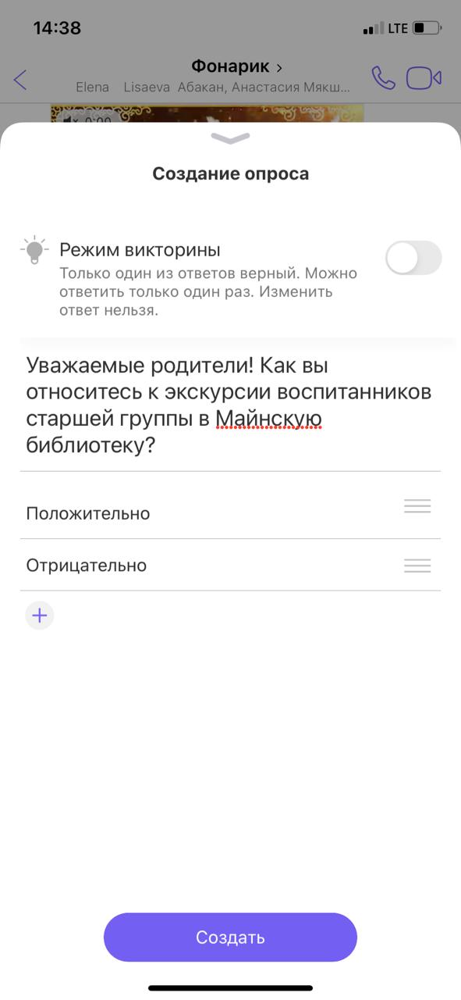 14:38
LTE
Фонарик
Elena Lisaeva Абакан, Анастасия Мякш...
0:00
Создание опроса
Режим викторины
Только один из ответов верный. Можно
ответить только один раз. Изменить
ответ нельзя.
Уважаемые родители! Как вы
относитесь к экскурсии воспитанников
старшей группы в Майнскую
библиотеку?
Положительно
Отрицательно
Создать